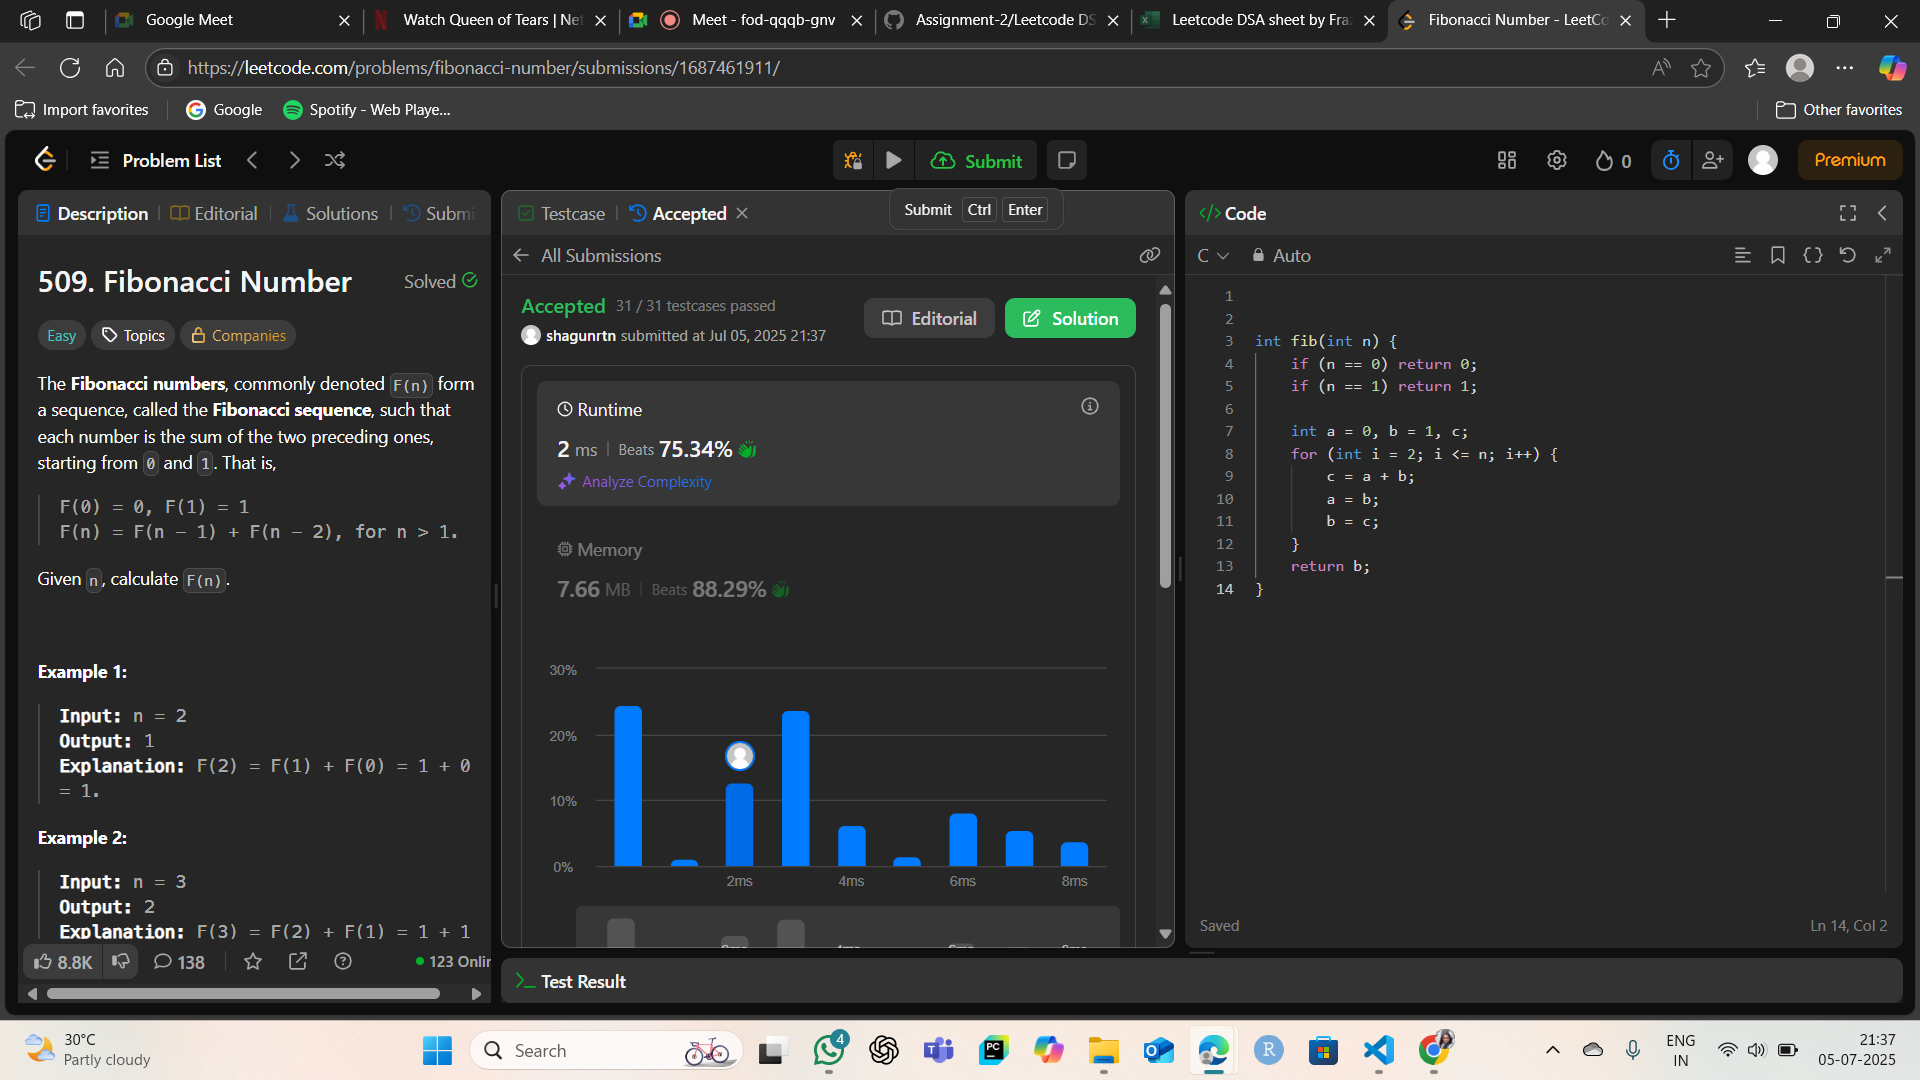 Google Meet
Watch Queen of Tears | Net
Meet - fod-qqqb-gnv
Assignment-2/Leetcode DS
Leetcode DSA sheet by Fraz
Fibonacci Number - LeetCo
https://leetcode.com/problems/fibonacci-number/submissions/1687461911/
Import favorites
Google
Spotify - Web Playe...
Other favorites
Problem List
Submit
0
Premium
Description
Editorial
Solutions
Submi
Testcase
Accepted
Submit Ctrl Enter
</> Code
All Submissions
C
Auto
509. Fibonacci Number
Solved
Easy
Topics
Companies
The Fibonacci numbers, commonly denoted F(n) form
a sequence, called the Fibonacci sequence, such that
each number is the sum of the two preceding ones,
starting from 0 and 1. That is,
F(0) = 0, F(1) = 1
F(n) = F(n - 1) + F(n - 2), for n > 1.
Given n, calculate F(n).
Example 1:
Input: n = 2
Output: 1
Explanation: F(2) = F(1) + F(0) = 1 + 0
= 1.
Example 2:
Input: n = 3
Output: 2
Explanation: F(3) = F(2) + F(1) = 1 + 1
8.8K
138
123 Onlin
Accepted 31 / 31 testcases passed
shagunrtn submitted at Jul 05, 2025 21:37
Editorial
Solution
Runtime
2 ms | Beats 75.34%
Analyze Complexity
Memory
7.66 MB | Beats 88.29%
30%
20%
10%
0%
2ms
4ms
6ms
8ms
1
2
3 int fib(int n) {
4 if (n == 0) return 0;
5 if (n == 1) return 1;
6
7 int a = 0, b = 1, c;
8 for (int i = 2; i <= n; i++) {
9 c = a + b;
10 a = b;
11 b = c;
12 }
13 return b;
14 }
Saved
Ln 14, Col 2
Test Result
30°C
Partly cloudy
Search
4
PC
R
ENG
IN
21:37
05-07-2025